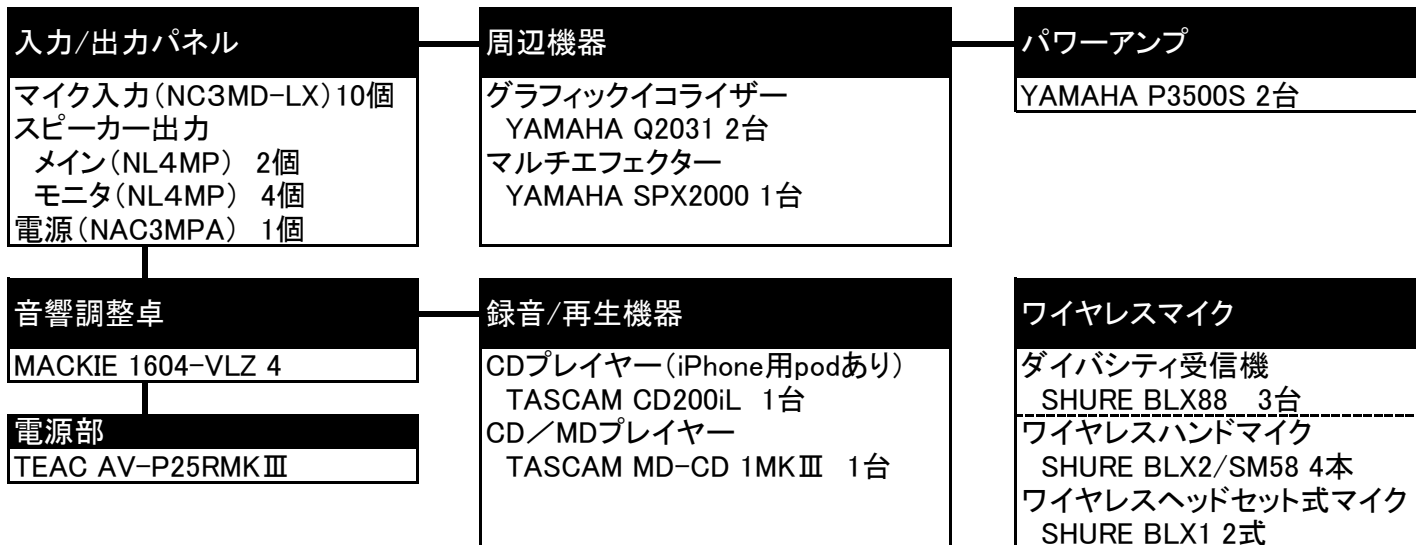 入力/出力パネル
マイク入力(NC3MD-LX)10個
スピーカー出力
メイン(NL4MP) 2個
モニタ(NL4MP) 4個
電源(NAC3MPA) 1個
周辺機器
グラフィックイコライザー
YAMAHA Q2031 2台
マルチエフェクター
YAMAHA SPX2000 1台
パワーアンプ
YAMAHA P3500S 2台
音響調整卓
MACKIE 1604-VLZ 4
電源部
TEAC AV-P25RMKⅢ
録音/再生機器
CDプレイヤー(iPhone用podあり)
TASCAM CD200iL 1台
CD/MDプレイヤー
TASCAM MD-CD 1MKⅢ 1台
ワイヤレスマイク
ダイバシティ受信機
SHURE BLX88 3台
ワイヤレスハンドマイク
SHURE BLX2/SM58 4本
ワイヤレスヘッドセット式マイク
SHURE BLX1 2式